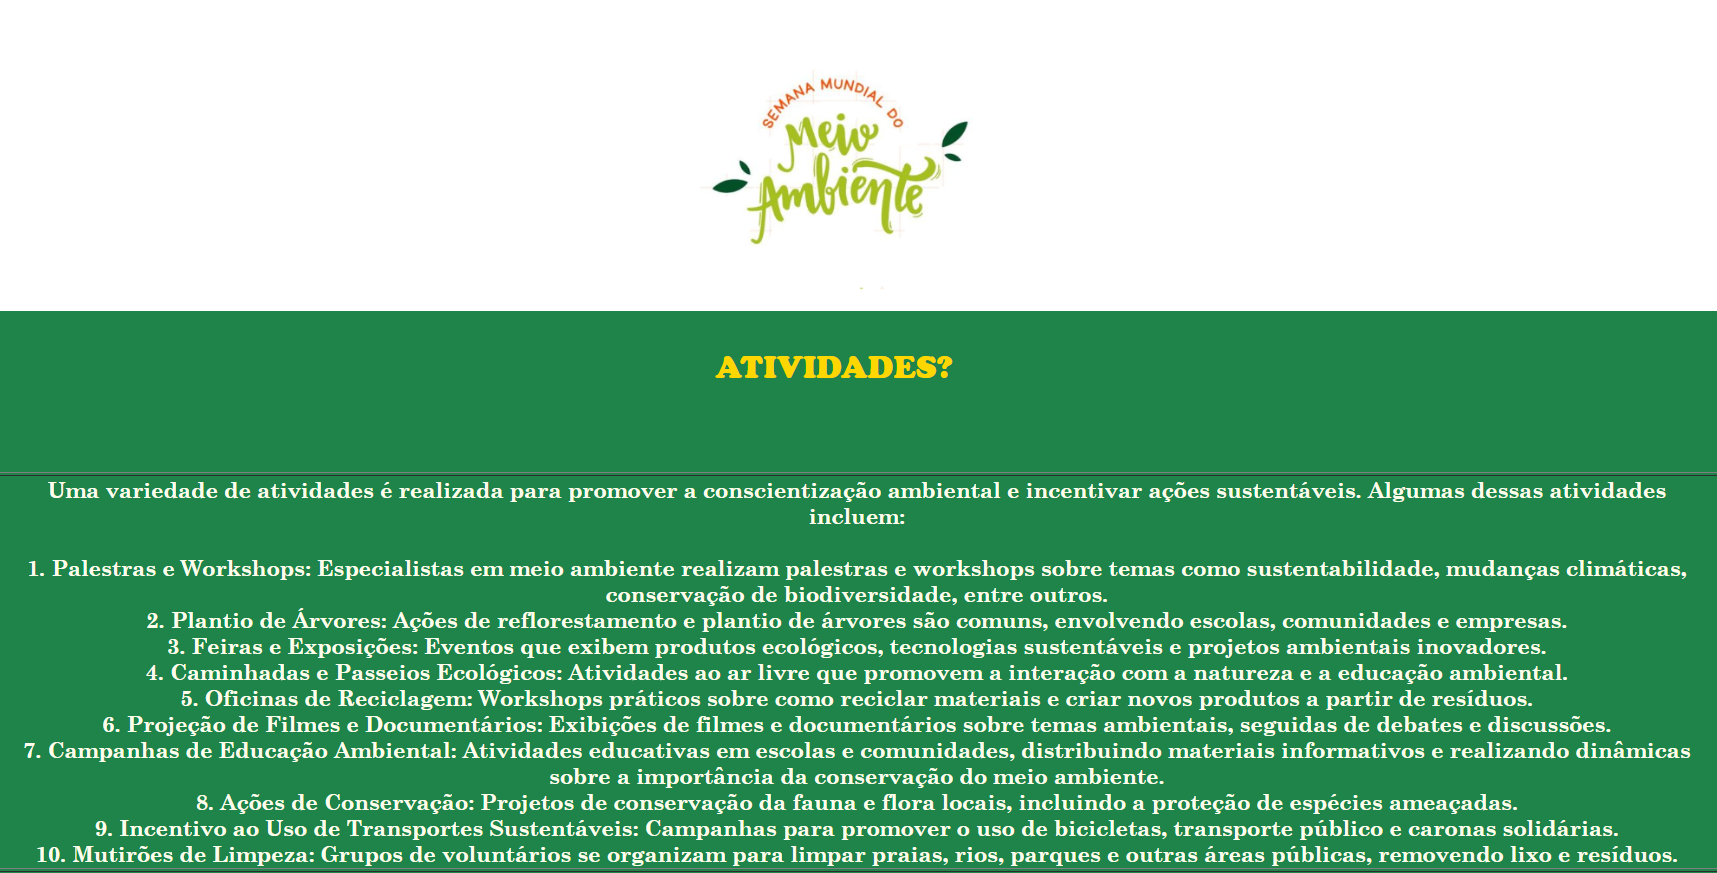 SEMANA MUNDIAL DO
Meio
Ambiente
ATIVIDADES?
Uma variedade de atividades é realizada para promover a conscientização ambiental e incentivar ações sustentáveis. Algumas dessas atividades
incluem:
1. Palestras e Workshops: Especialistas em meio ambiente realizam palestras e workshops sobre temas como sustentabilidade, mudanças climáticas,
conservação de biodiversidade, entre outros.
2. Plantio de Árvores: Ações de reflorestamento e plantio de árvores são comuns, envolvendo escolas, comunidades e empresas.
3. Feiras e Exposições: Eventos que exibem produtos ecológicos, tecnologias sustentáveis e projetos ambientais inovadores.
4. Caminhadas e Passeios Ecológicos: Atividades ao ar livre que promovem a interação com a natureza e a educação ambiental.
5. Oficinas de Reciclagem: Workshops práticos sobre como reciclar materiais e criar novos produtos a partir de resíduos.
6. Projeção de Filmes e Documentários: Exibições de filmes e documentários sobre temas ambientais, seguidas de debates e discussões.
7. Campanhas de Educação Ambiental: Atividades educativas em escolas e comunidades, distribuindo materiais informativos e realizando dinâmicas
sobre a importância da conservação do meio ambiente.
8. Ações de Conservação: Projetos de conservação da fauna e flora locais, incluindo a proteção de espécies ameaçadas.
9. Incentivo ao Uso de Transportes Sustentáveis: Campanhas para promover o uso de bicicletas, transporte público e caronas solidárias.
10. Mutirões de Limpeza: Grupos de voluntários se organizam para limpar praias, rios, parques e outras áreas públicas, removendo lixo e resíduos.